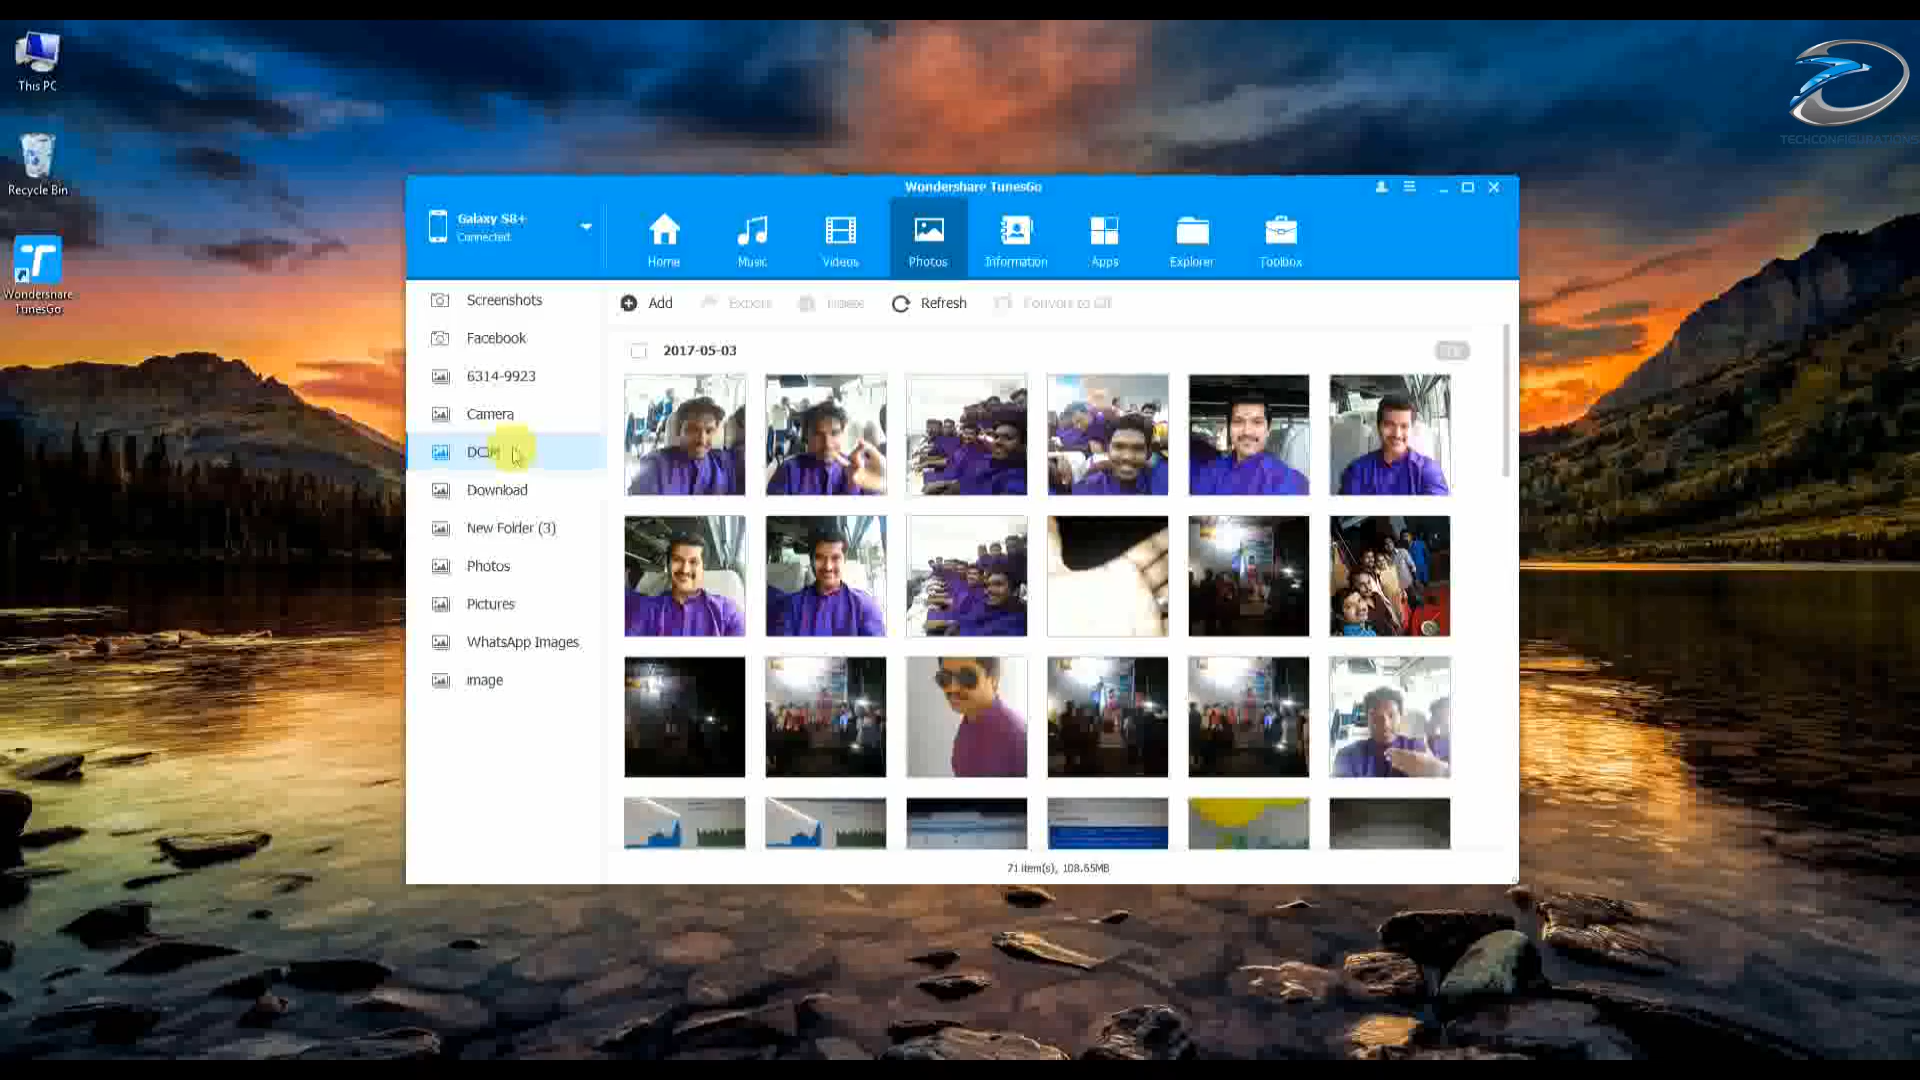 This PC
TECHCONFIGURATIONS
Recycle Bin
Wondershare TunesGo
Galaxy S8+
Connected
Home
Music
Videos
Photos
Information
Apps
Explorer
Toolbox
Wondershare
TunesGo
Screenshots
Facebook
6314-9923
Camera
DCIM
Download
New Folder (3)
Photos
Pictures
WhatsApp Images
image
Add
Refresh
2017-05-03
71 item(s), 108.65MB